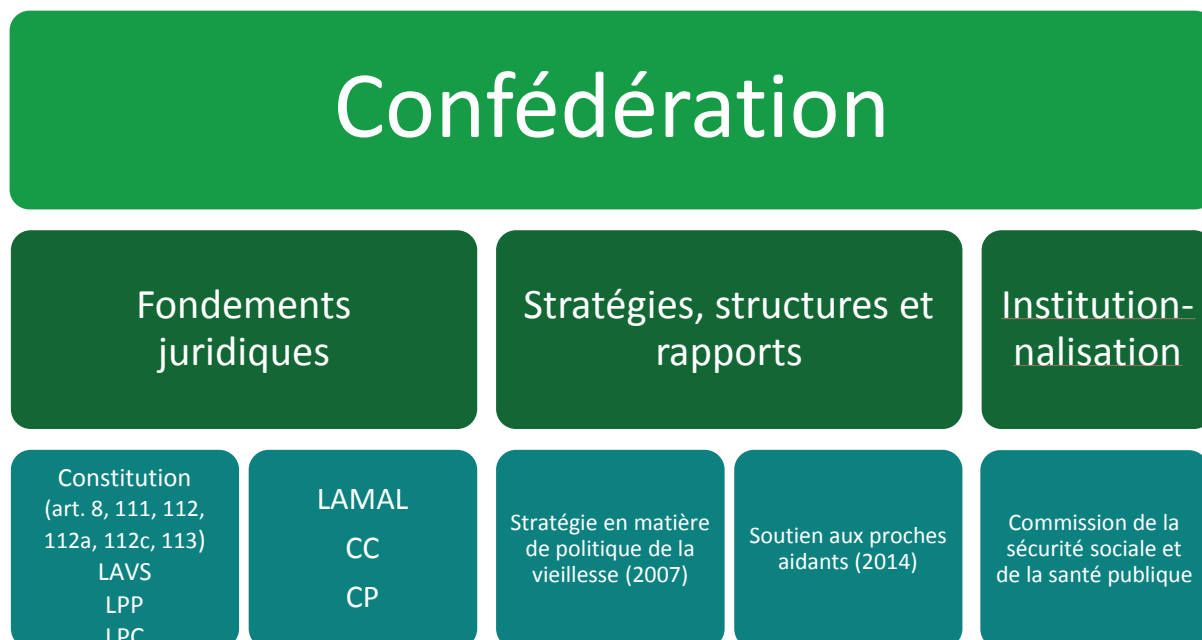 Confédération
Fondements
juridiques
Stratégies, structures et
rapports
Institution-
nalisation
Constitution
(art. 8, 111, 112,
112a, 112c, 113)
LAVS
LPP
LPC
LAMAL
CC
CP
Stratégie en matière
de politique de la
vieillesse (2007)
Soutien aux proches
aidants (2014)
Commission de la
sécurité sociale et
de la santé publique